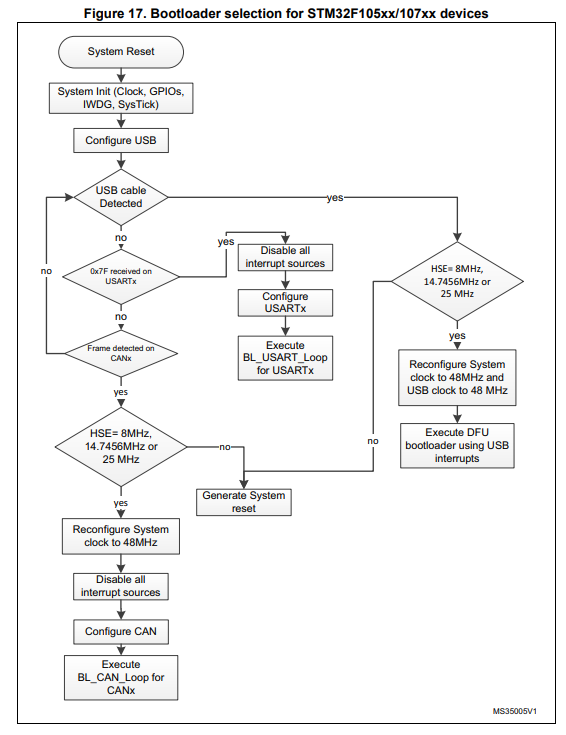 Figure 17. Bootloader selection for STM32F105xx/107xx devices
System Reset
System Init (Clock, GPIOs,
IWDG, SysTick)
Configure USB
USB cable
Detected
yes
no
no
0x7F received on
USARTx
yes
Disable all
interrupt sources
Configure
USARTx
Execute
BL_USART_Loop
for USARTx
no
Frame detected on
CANx
yes
HSE= 8MHz,
14.7456MHz or
25 MHz
no
Generate System
reset
yes
Reconfigure System
clock to 48MHz
Disable all
interrupt sources
Configure CAN
Execute
BL_CAN_Loop for
CANx
HSE= 8MHz,
14.7456MHz or
25 MHz
no
yes
Reconfigure System
clock to 48MHz and
USB clock to 48 MHz
Execute DFU
bootloader using USB
interrupts
MS35005V1